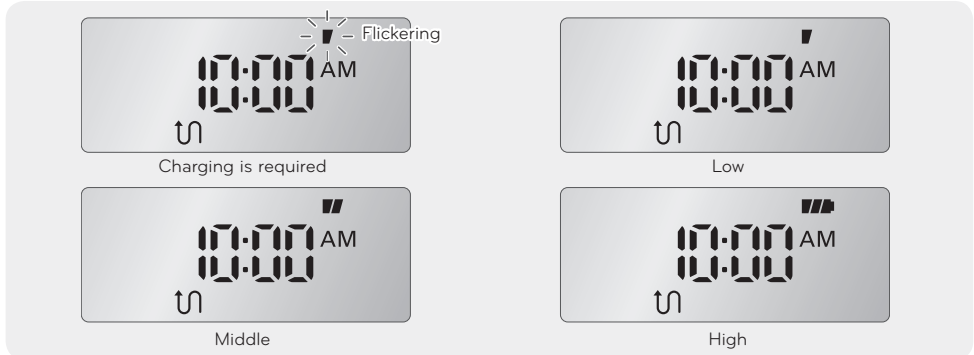 Flickering
10:00 AM
Charging is required
10:00 AM
Low
10:00 AM
Middle
10:00 AM
High